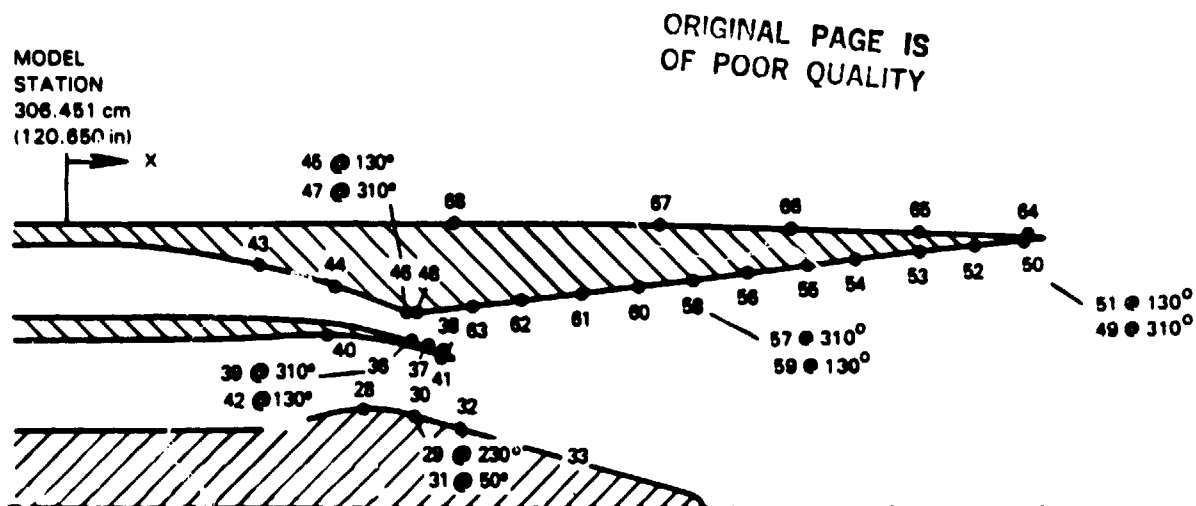 ORIGINAL PAGE IS
OF POOR QUALITY
MODEL
STATION
306.451 cm
(120.650 in)
X
45 @ 130°
47 @ 310°
68
67
66
65
64
43
44
46
48
38
63
62
61
60
58
56
55
54
53
52
50
51 @ 130°
49 @ 310°
57 @ 310°
59 @ 130°
40
36
37
41
39 @ 310°
42 @ 130°
28
30
32
29 @ 230°
31 @ 50°
33